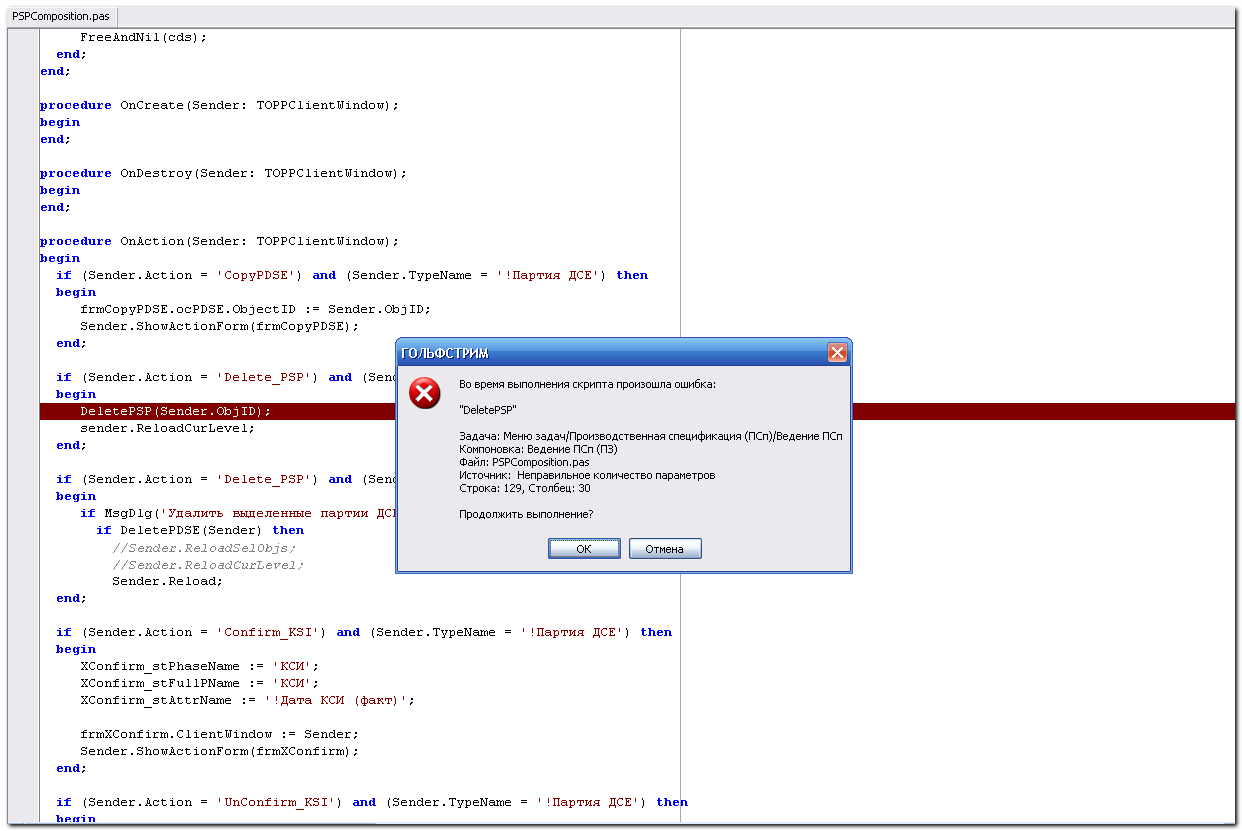 PSPComposition.pas
FreeAndNil(cds);
end;
end;
procedure OnCreate(Sender: TOPPClientWindow);
begin
end;
procedure OnDestroy(Sender: TOPPClientWindow);
begin
end;
procedure OnAction(Sender: TOPPClientWindow);
begin
if (Sender.Action = 'CopyPDSE') and (Sender.TypeName = '!Партия ДСЕ') then
begin
frmCopyPDSE.ocPDSE.ObjectID := Sender.ObjID;
Sender.ShowActionForm(frmCopyPDSE);
end;
if (Sender.Action = 'Delete_PSP') and (Sen
begin
DeletePSP(Sender.ObjID);
sender.ReloadCurLevel;
end;
if (Sender.Action = 'Delete_PSP') and (Sen
begin
if MsgDlg('Удалить выделенные партии ДСЕ
if DeletePDSE(Sender) then
//Sender.ReloadSelObjs;
//Sender.ReloadCurLevel;
Sender.Reload;
end;
if (Sender.Action = 'Confirm_KSI') and (Sender.TypeName = '!Партия ДСЕ') then
begin
XConfirm_stPhaseName := 'КСИ';
XConfirm_stFullPName := 'КСИ';
XConfirm_stAttrName := '!Дата КСИ (факт)';
frmXConfirm.ClientWindow := Sender;
Sender.ShowActionForm(frmXConfirm);
end;
if (Sender.Action = 'UnConfirm_KSI') and (Sender.TypeName = '!Партия ДСЕ') then
begin
ГОЛЬФСТРИМ
Во время выполнения скрипта произошла ошибка:
"DeletePSP"
Задача: Меню задач/Производственная спецификация (ПСп)/Ведение ПСп
Компоновка: Ведение ПСп (ПЗ)
Файл: PSPComposition.pas
Источник: Неправильное количество параметров
Строка: 129, Столбец: 30
Продолжить выполнение?
OK
Отмена